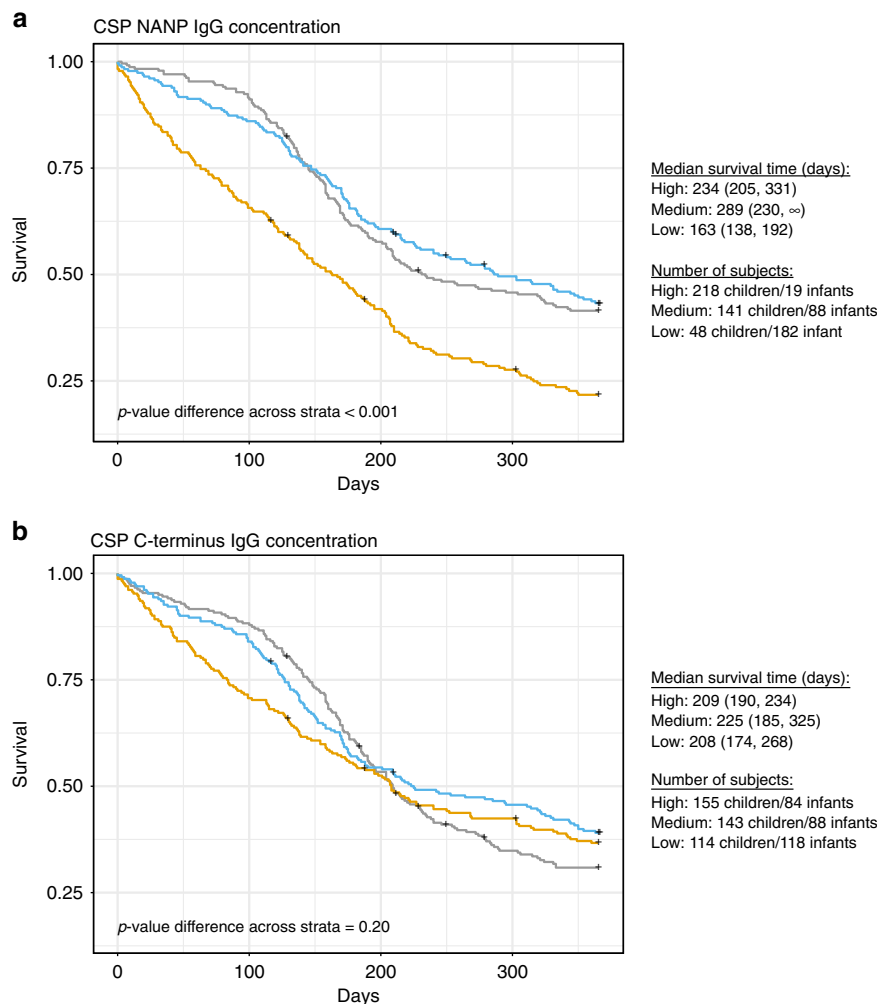 a
CSP NANP IgG concentration
1.00
0.75
0.50
0.25
Survival
p-value difference across strata < 0.001
0 100 200 300
Days
Median survival time (days):
High: 234 (205, 331)
Medium: 289 (230, ∞)
Low: 163 (138, 192)
Number of subjects:
High: 218 children/19 infants
Medium: 141 children/88 infants
Low: 48 children/182 infant
b
CSP C-terminus IgG concentration
1.00
0.75
0.50
0.25
Survival
p-value difference across strata = 0.20
0 100 200 300
Days
Median survival time (days):
High: 209 (190, 234)
Medium: 225 (185, 325)
Low: 208 (174, 268)
Number of subjects:
High: 155 children/84 infants
Medium: 143 children/88 infants
Low: 114 children/118 infants